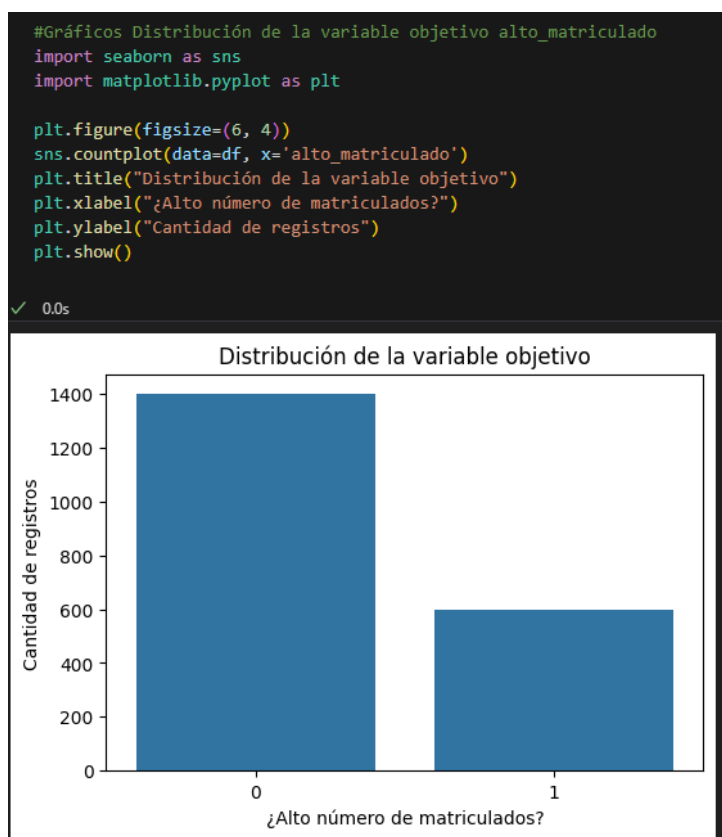 #Gráficos Distribución de la variable objetivo alto_matriculado
import seaborn as sns
import matplotlib.pyplot as plt
plt.figure(figsize=(6, 4))
sns.countplot(data=df, x='alto_matriculado')
plt.title("Distribución de la variable objetivo")
plt.xlabel("¿Alto número de matriculados?")
plt.ylabel("Cantidad de registros")
plt.show()
✓ 0.0s
Distribución de la variable objetivo
Cantidad de registros
1400
1200
1000
800
600
400
200
0
0 1
¿Alto número de matriculados?